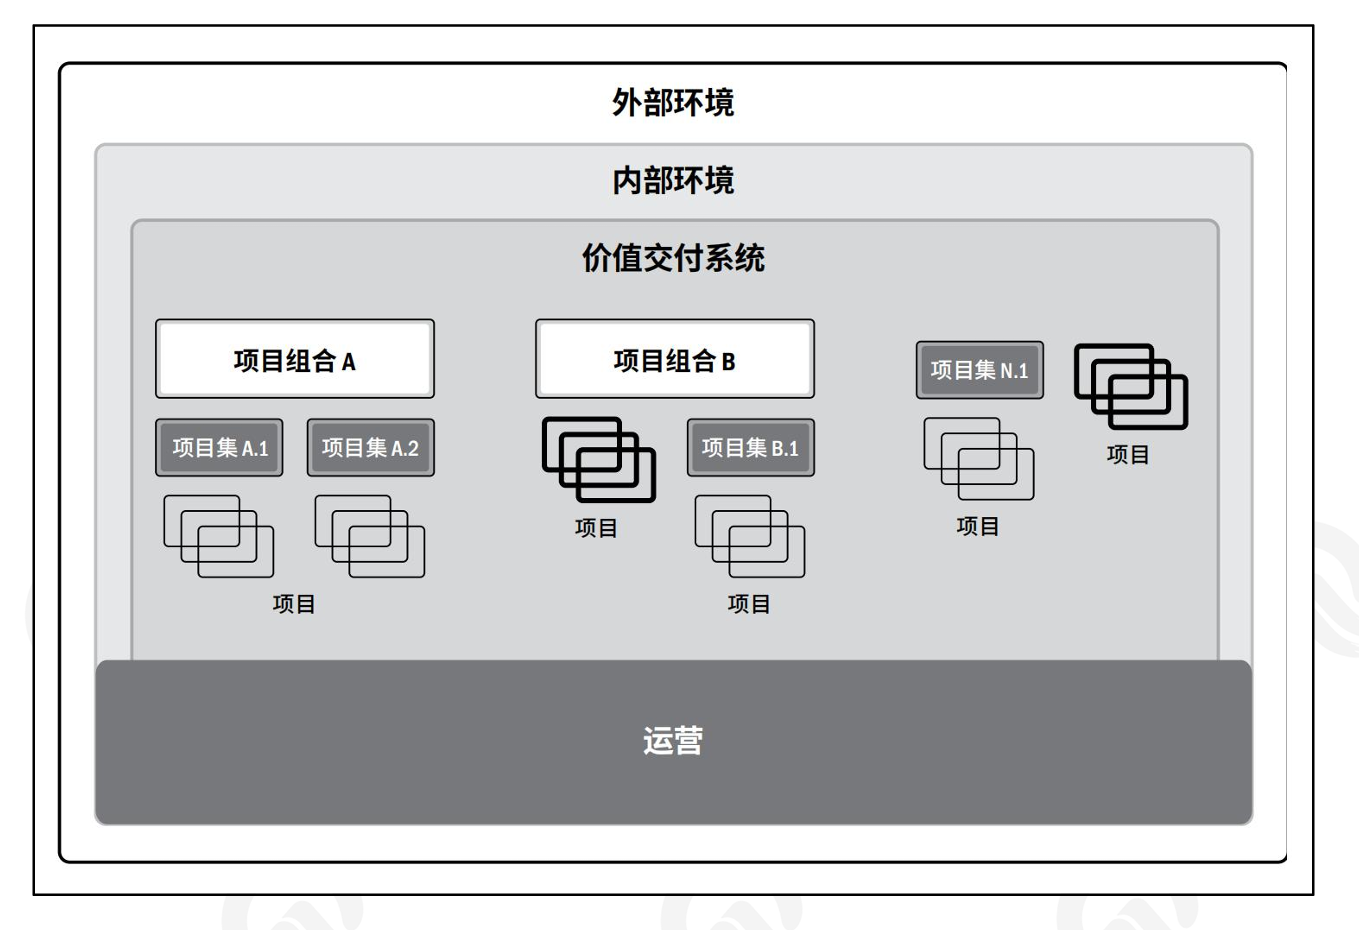 外部环境
内部环境
价值交付系统
项目组合 A
项目集 A.1
项目集 A.2
项目
项目组合 B
项目
项目集 B.1
项目
项目集 N.1
项目
项目
运营